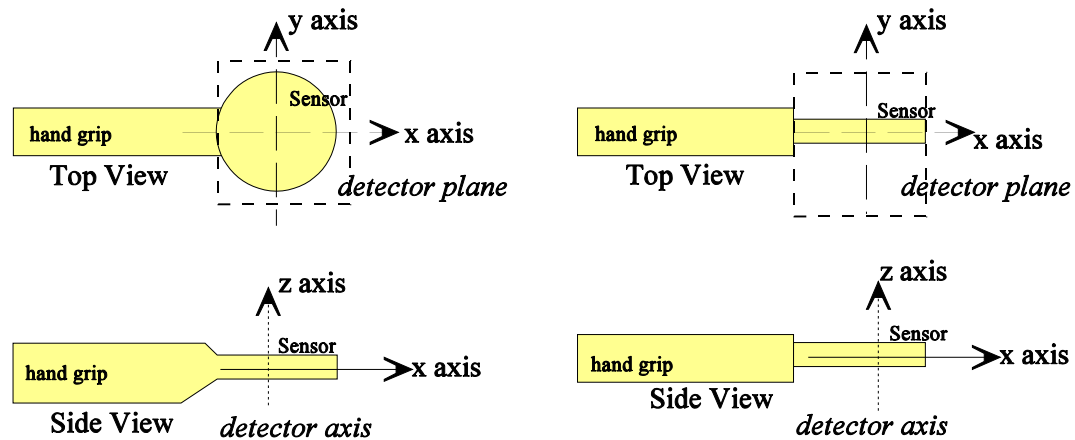 y axis
Sensor
hand grip
x axis
Top View
detector plane
z axis
Sensor
hand grip
x axis
Side View
detector axis
y axis
Sensor
hand grip
x axis
Top View
detector plane
z axis
Sensor
hand grip
x axis
Side View
detector axis